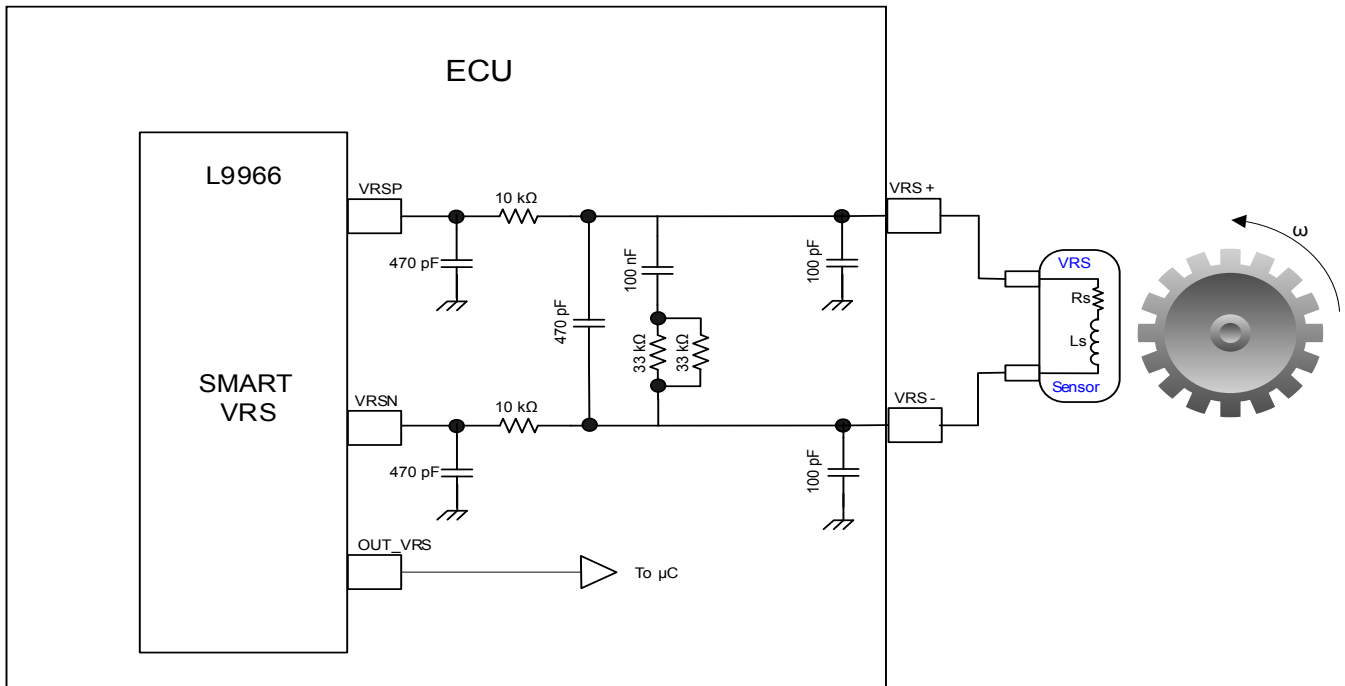 ECU
L9966
SMART
VRS
VRSP
10 kΩ
470 pF
470 pF
100 nF
33 kΩ
33 kΩ
100 pF
VRS +
VRS
Rs
Ls
Sensor
ω
VRSN
10 kΩ
470 pF
100 pF
VRS -
OUT_VRS
To µC